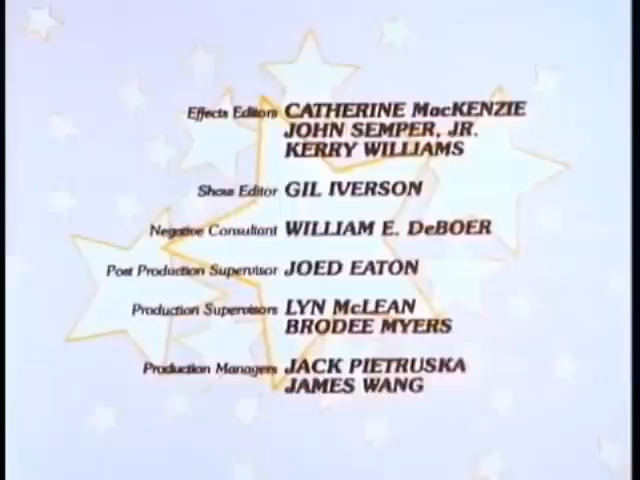 Effects Editors CATHERINE MacKENZIE
JOHN SEMPER, JR.
KERRY WILLIAMS
Show Editor GIL IVERSON
Negative Consultant WILLIAM E. DeBOER
Post Production Supervisor JOED EATON
Production Supervisors LYN McLEAN
BRODEE MYERS
Production Managers JACK PIETRUSKA
JAMES WANG